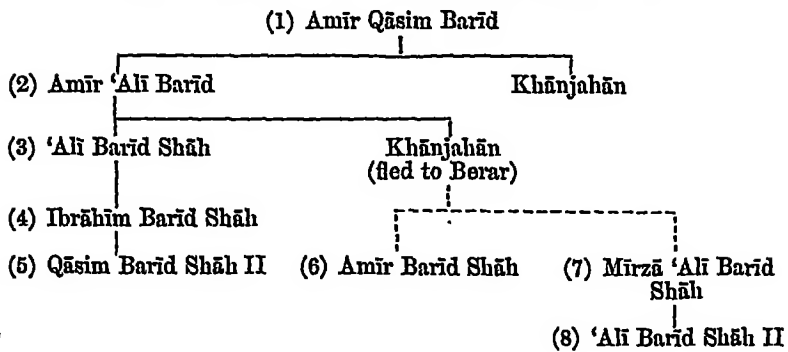 (1) Amīr Qāsim Barīd
(2) Amīr ‘Alī Barīd Khānjahān
(3) ‘Alī Barīd Shāh Khānjahān
(fled to Berar)
(4) Ibrāhīm Barīd Shāh
(5) Qāsim Barīd Shāh II (6) Amīr Barīd Shāh (7) Mīrzā ‘Alī Barīd
Shāh
(8) ‘Alī Barīd Shāh II